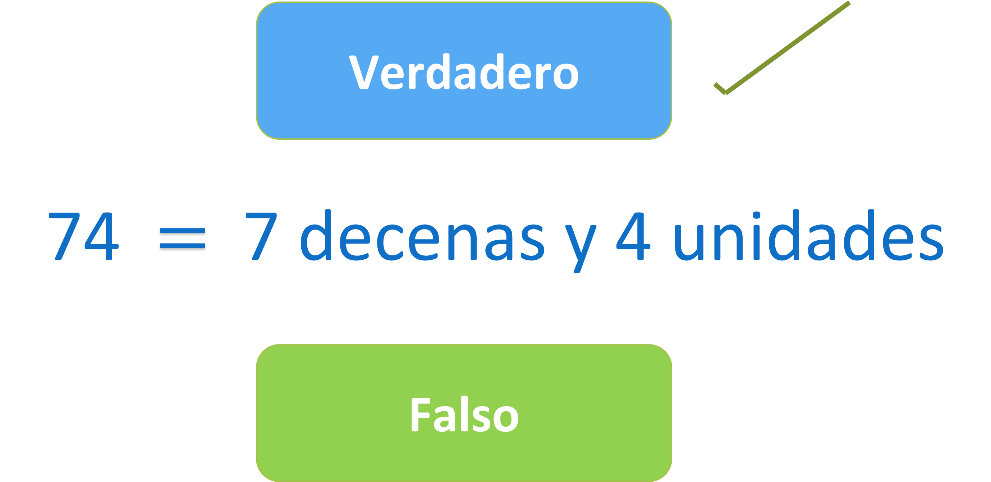 Verdadero
74 = 7 decenas y 4 unidades
Falso